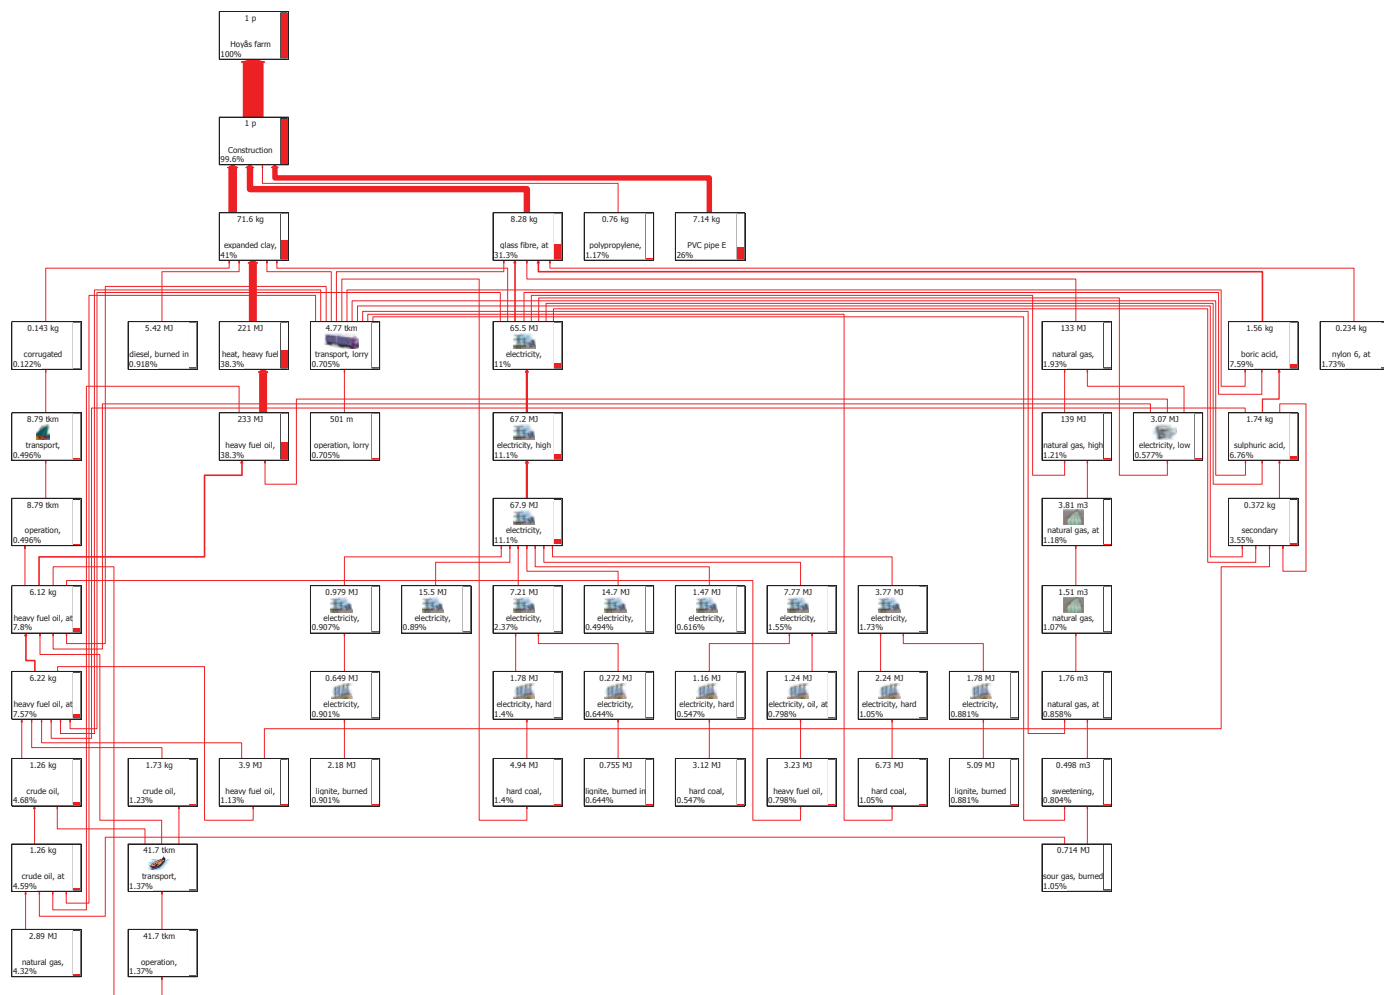 1 p
Hoyås farm
100%
1 p
Construction
99.6%
71.6 kg
expanded clay,
41%
8.28 kg
glass fibre, at
31.3%
0.76 kg
polypropylene,
1.17%
7.14 kg
PVC pipe E
26%
0.143 kg
corrugated
0.122%
5.42 MJ
diesel, burned in
0.918%
221 MJ
heat, heavy fuel
38.3%
4.77 tkm
transport, lorry
0.705%
65.5 MJ
electricity,
11%
133 MJ
natural gas,
1.93%
1.56 kg
boric acid,
7.59%
0.234 kg
nylon 6, at
1.73%
8.79 tkm
transport,
0.496%
233 MJ
heavy fuel oil,
38.3%
501 m
operation, lorry
0.705%
67.2 MJ
electricity, high
11.1%
139 MJ
natural gas, high
1.21%
3.07 MJ
electricity, low
0.577%
1.74 kg
sulphuric acid,
6.76%
8.79 tkm
operation,
0.496%
67.9 MJ
electricity,
11.1%
3.81 m3
natural gas, at
1.18%
0.372 kg
secondary
3.55%
6.12 kg
heavy fuel oil, at
7.8%
0.979 MJ
electricity,
0.907%
15.5 MJ
electricity,
0.89%
7.21 MJ
electricity,
2.37%
14.7 MJ
electricity,
0.494%
1.47 MJ
electricity,
0.616%
7.77 MJ
electricity,
1.55%
3.77 MJ
electricity,
1.73%
1.51 m3
natural gas,
1.07%
6.22 kg
heavy fuel oil, at
7.57%
0.649 MJ
electricity,
0.901%
1.78 MJ
electricity, hard
1.4%
0.272 MJ
electricity,
0.644%
1.16 MJ
electricity, hard
0.547%
1.24 MJ
electricity, oil, at
0.798%
2.24 MJ
electricity, hard
1.05%
1.78 MJ
electricity,
0.881%
1.76 m3
natural gas, at
0.858%
1.26 kg
crude oil,
4.68%
1.73 kg
crude oil,
1.23%
3.9 MJ
heavy fuel oil,
1.13%
2.18 MJ
lignite, burned
0.901%
4.94 MJ
hard coal,
1.4%
0.755 MJ
lignite, burned in
0.644%
3.12 MJ
hard coal,
0.547%
3.23 MJ
heavy fuel oil,
0.798%
6.73 MJ
hard coal,
1.05%
5.09 MJ
lignite, burned
0.881%
0.498 m3
sweetening,
0.804%
1.26 kg
crude oil, at
4.59%
41.7 tkm
transport,
1.37%
0.714 MJ
sour gas, burned
1.05%
2.89 MJ
natural gas,
4.32%
41.7 tkm
operation,
1.37%